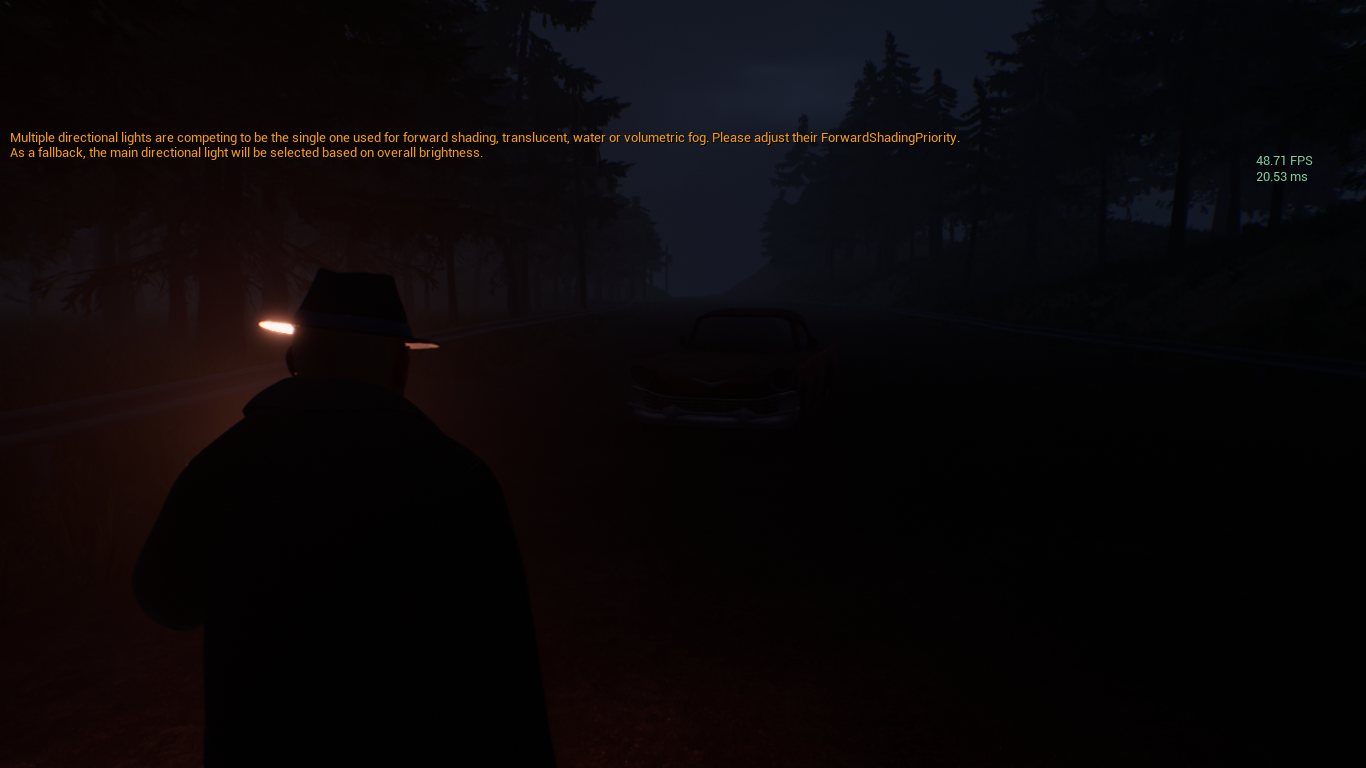 Multiple directional lights are competing to be the single one used for forward shading, translucent, water or volumetric fog. Please adjust their ForwardShadingPriority.
As a fallback, the main directional light will be selected based on overall brightness.
48.71 FPS
20.53 ms